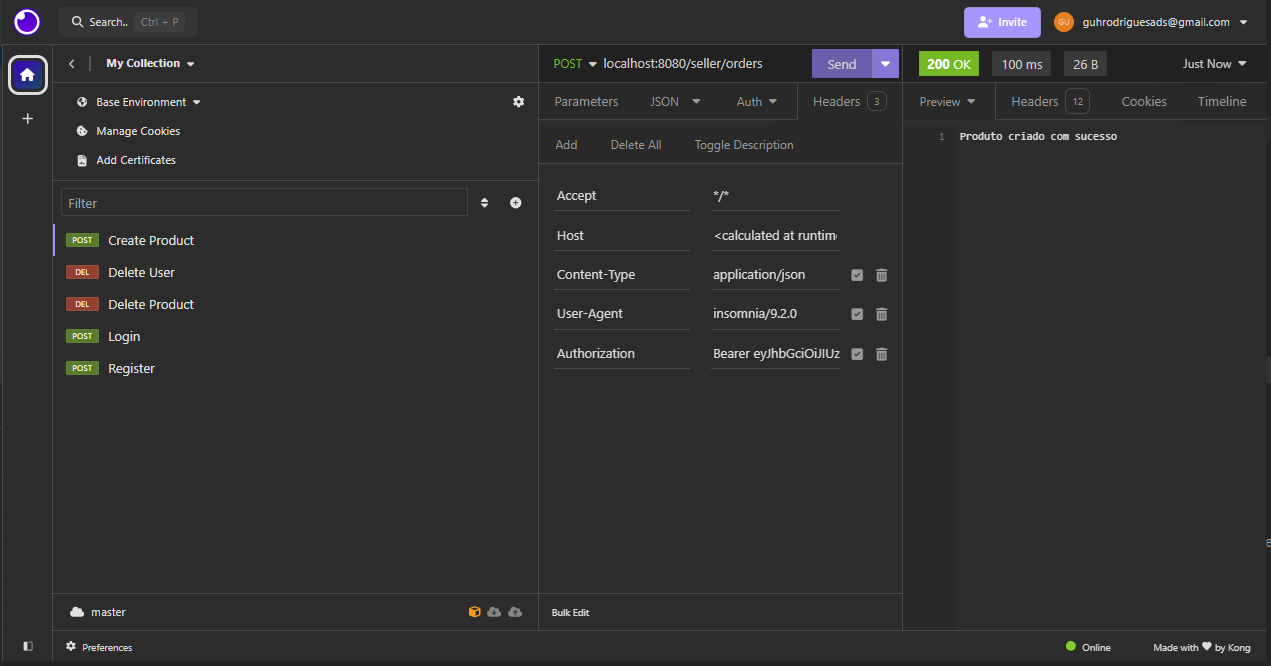 Search.. Ctrl + P
Invite
GU guhrodriguesads@gmail.com
My Collection
Base Environment
Manage Cookies
Add Certificates
Filter
POST Create Product
DEL Delete User
DEL Delete Product
POST Login
POST Register
master
POST localhost:8080/seller/orders Send
Parameters JSON Auth Headers 3
Add Delete All Toggle Description
Accept */*
Host <calculated at runtime
Content-Type application/json
User-Agent insomnia/9.2.0
Authorization Bearer eyJhbGciOiJIUz
Bulk Edit
200 OK 100 ms 26 B Just Now
Preview Headers 12 Cookies Timeline
1 Produto criado com sucesso
Preferences
Online Made with ❤ by Kong